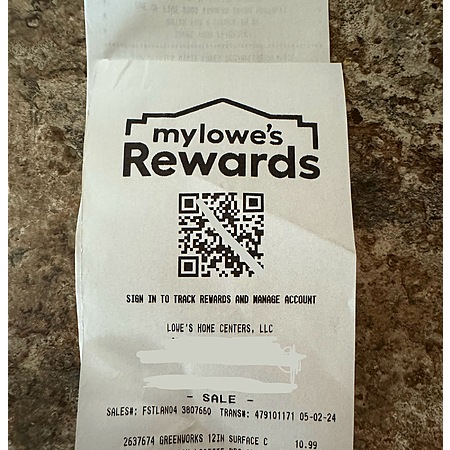 mylowe's
Rewards
SIGN IN TO TRACK REWARDS AND MANAGE ACCOUNT
LOWE'S HOME CENTERS, LLC
- SALE -
SALES#: FSTLAN04 3807660 TRANS#: 479101171 05-02-24
2637674 GREENWORKS 12IN SURFACE C 10.99